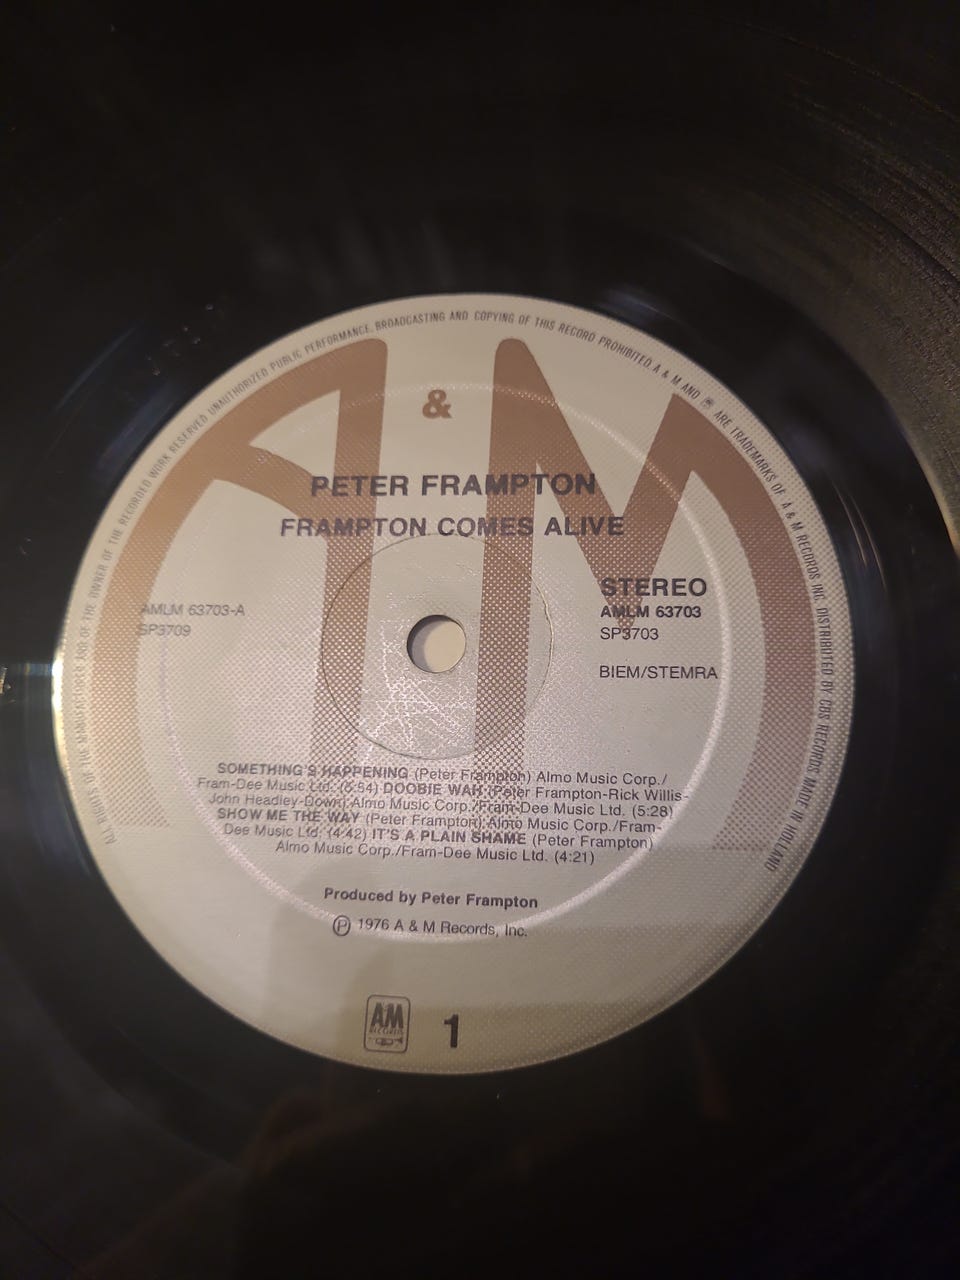 ALL RIGHTS OF THE MANUFACTURER AND OF THE OWNER OF THE RECORDED WORK RESERVED UNAUTHORIZED PUBLIC PERFORMANCE, BROADCASTING AND COPYING OF THIS RECORD PROHIBITED A & M AND ARE TRADEMARKS OF A & M RECORDS INC. DISTRIBUTED BY CBS RECORDS MADE IN HOLLAND
A & M
PETER FRAMPTON
FRAMPTON COMES ALIVE
AMLM 63703-A
SP3709
STEREO
AMLM 63703
SP3703
BIEM/STEMRA
SOMETHING'S HAPPENING (Peter Frampton) Almo Music Corp./
Fram-Dee Music Ltd. (5:54) DOOBIE WAH (Peter Frampton-Rick Willis-
John Headley-Down) Almo Music Corp./Fram-Dee Music Ltd. (5:28)
SHOW ME THE WAY (Peter Frampton) Almo Music Corp./Fram-
Dee Music Ltd. (4:42) IT'S A PLAIN SHAME (Peter Frampton)
Almo Music Corp./Fram-Dee Music Ltd. (4:21)
Produced by Peter Frampton
Ⓟ 1976 A & M Records, Inc.
AM
RECORDS
1